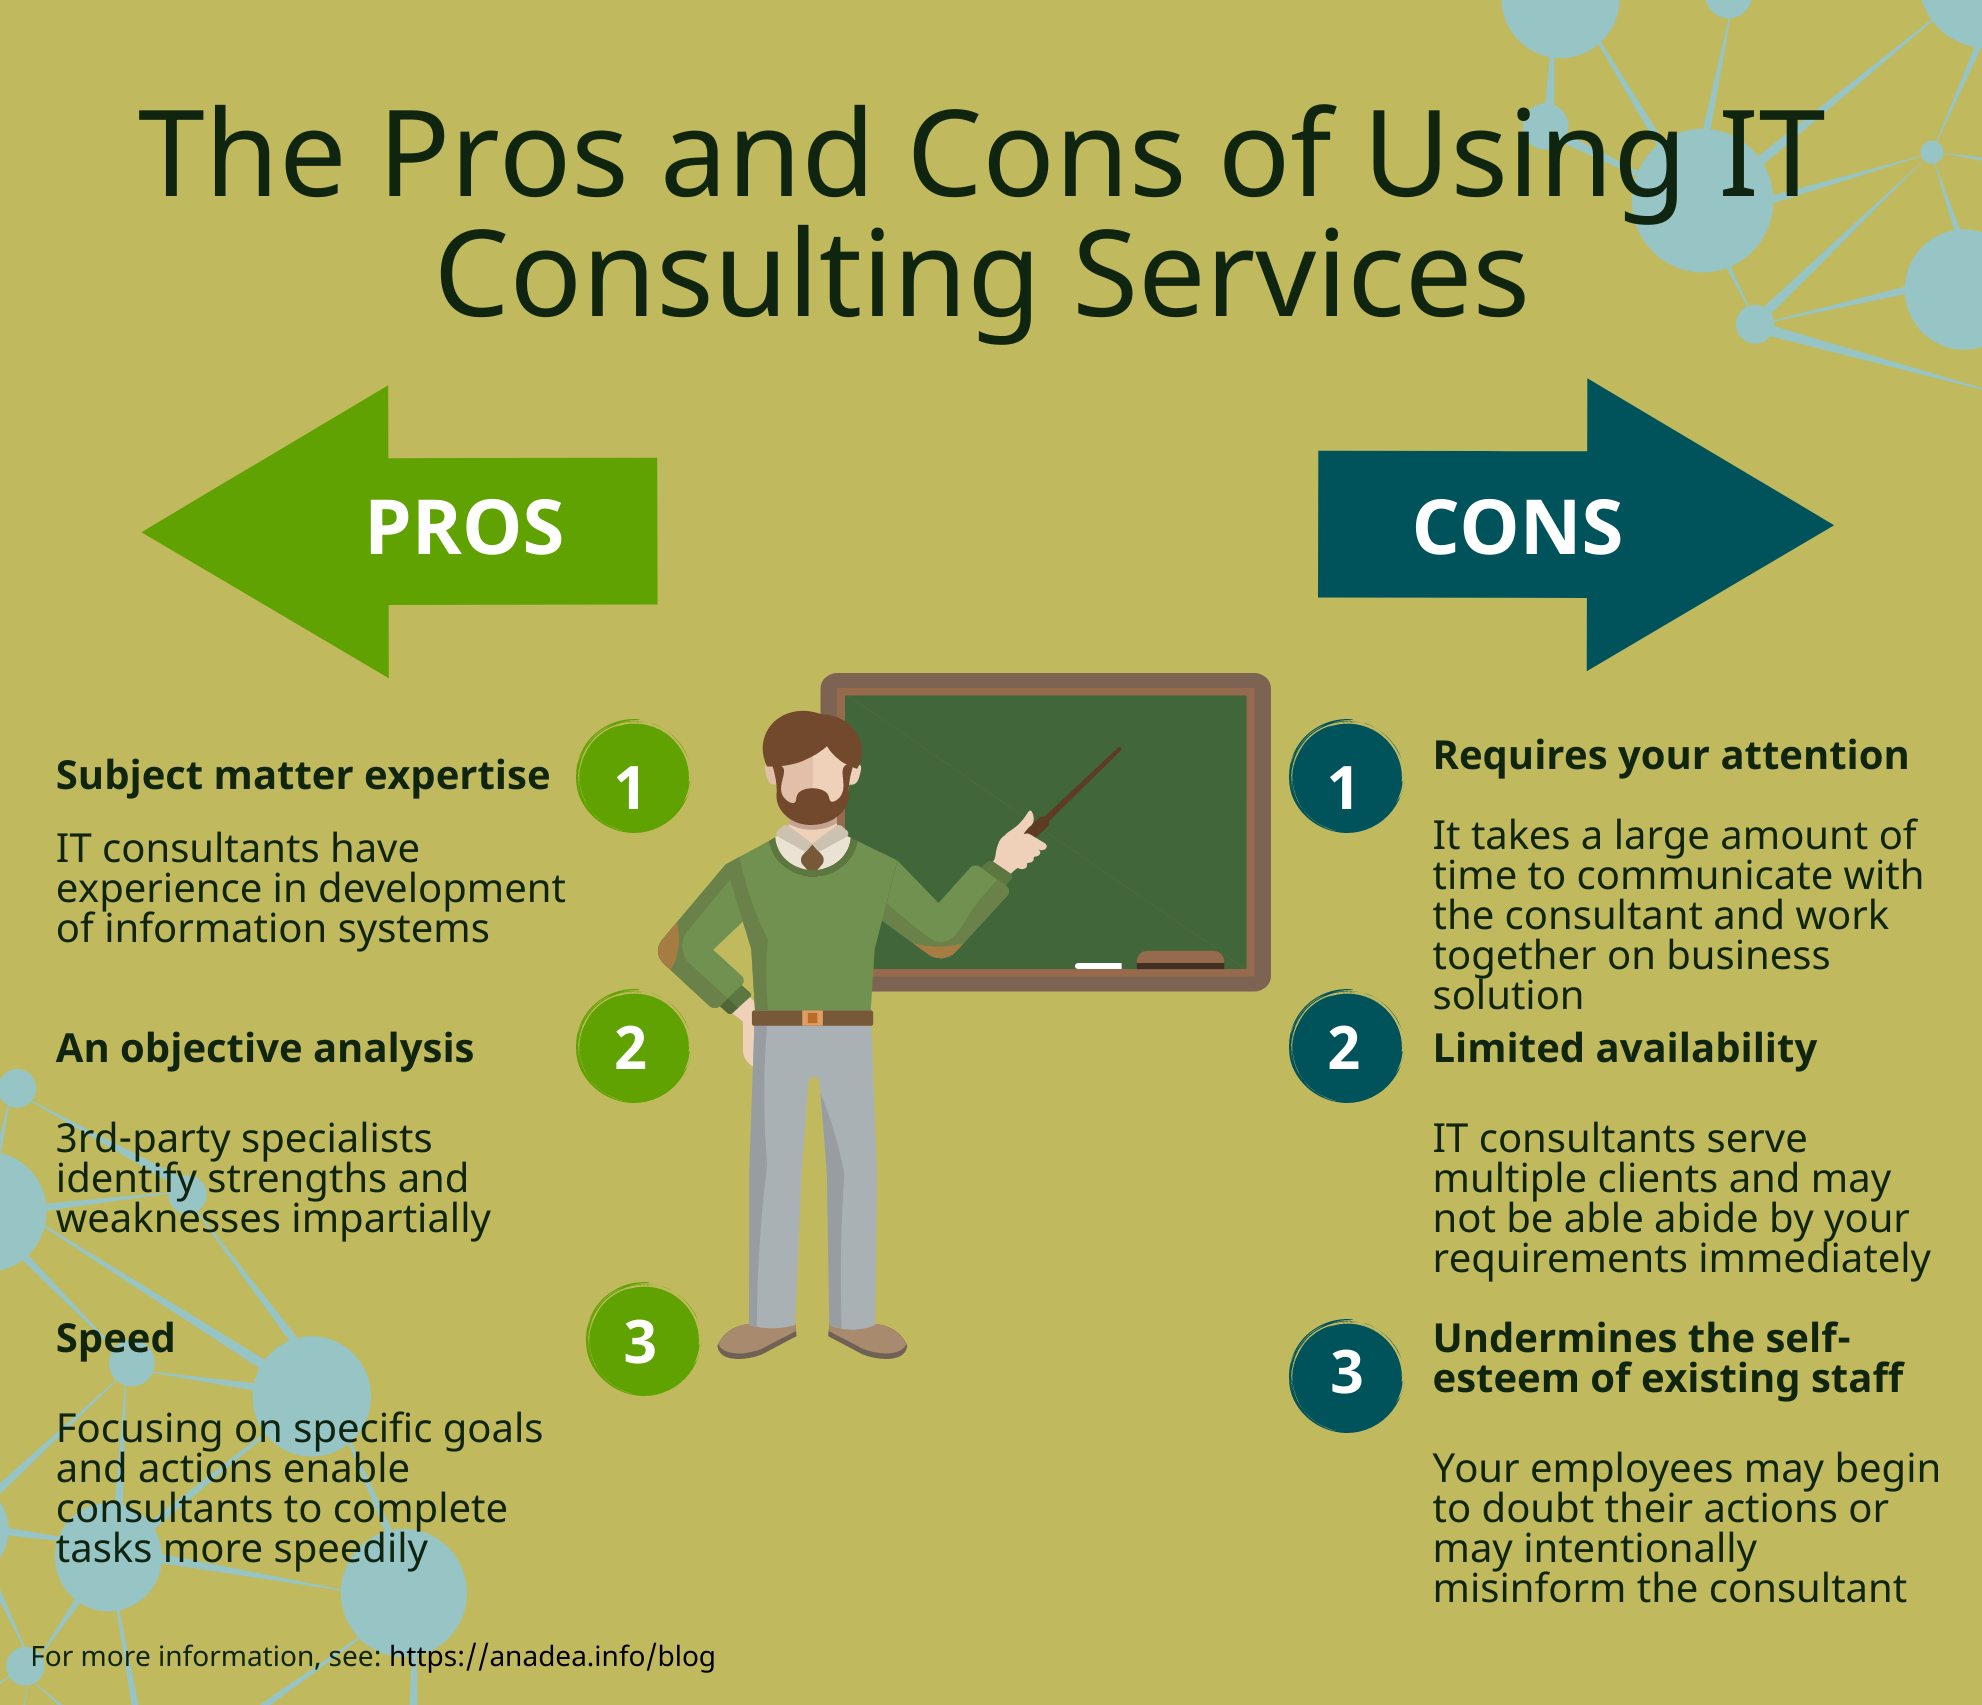 The Pros and Cons of Using IT
Consulting Services
PROS
CONS
1
Subject matter expertise
IT consultants have
experience in development
of information systems
2
An objective analysis
3rd-party specialists
identify strengths and
weaknesses impartially
3
Speed
Focusing on specific goals
and actions enable
consultants to complete
tasks more speedily
1
Requires your attention
It takes a large amount of
time to communicate with
the consultant and work
together on business
solution
2
Limited availability
IT consultants serve
multiple clients and may
not be able abide by your
requirements immediately
3
Undermines the self-
esteem of existing staff
Your employees may begin
to doubt their actions or
may intentionally
misinform the consultant
For more information, see: https://anadea.info/blog